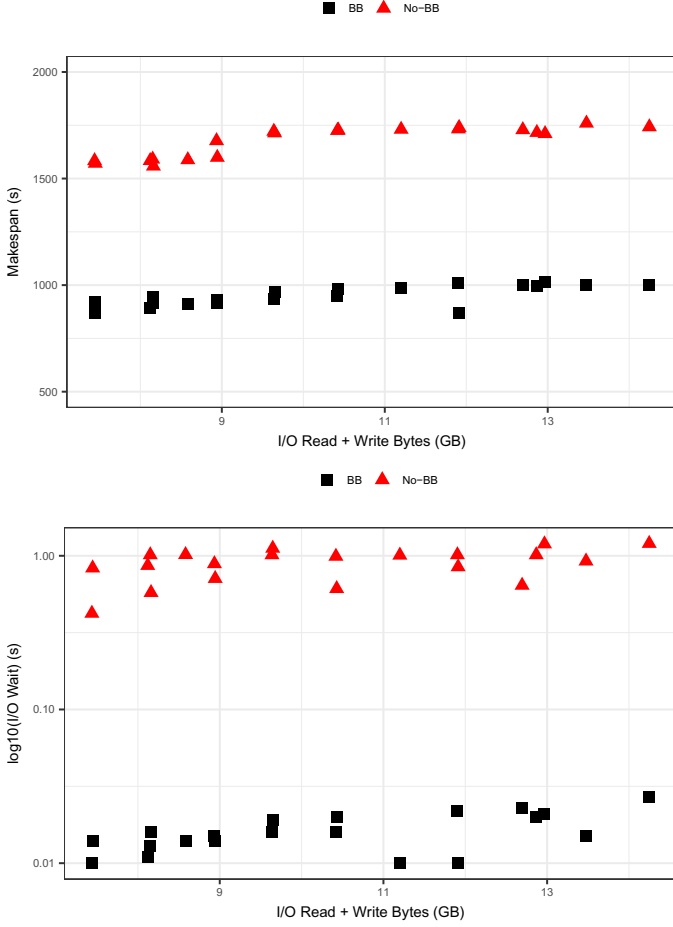 BB No−BB
2000
1500
1000
500
Makespan (s)
9 11 13
I/O Read + Write Bytes (GB)
BB No−BB
1.00
0.10
0.01
log10(I/O Wait) (s)
9 11 13
I/O Read + Write Bytes (GB)